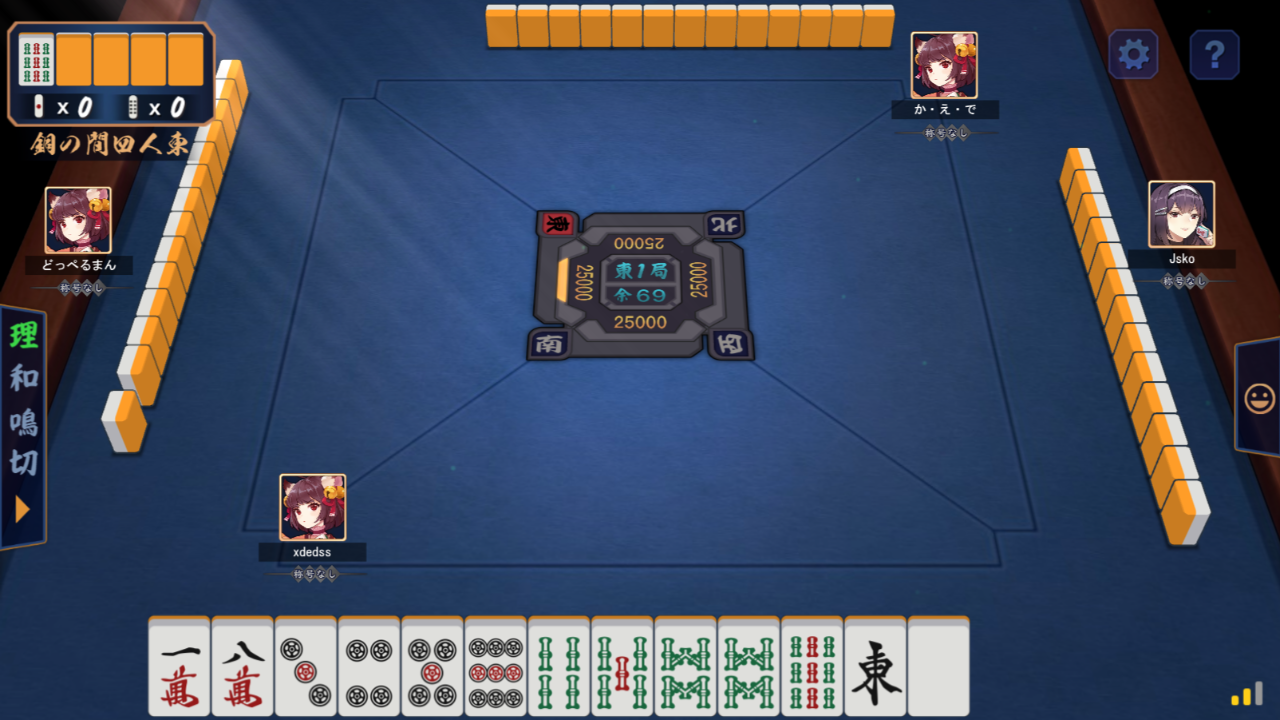 x 0 x 0
銅の間四人東
か・え・で
称号なし
どっぺるまん
称号なし
Jsko
称号なし
東
北
25000
25000
東1局
余69
25000
25000
南
西
理
和
鳴
切
xdedss
称号なし
一萬
八萬
東
?